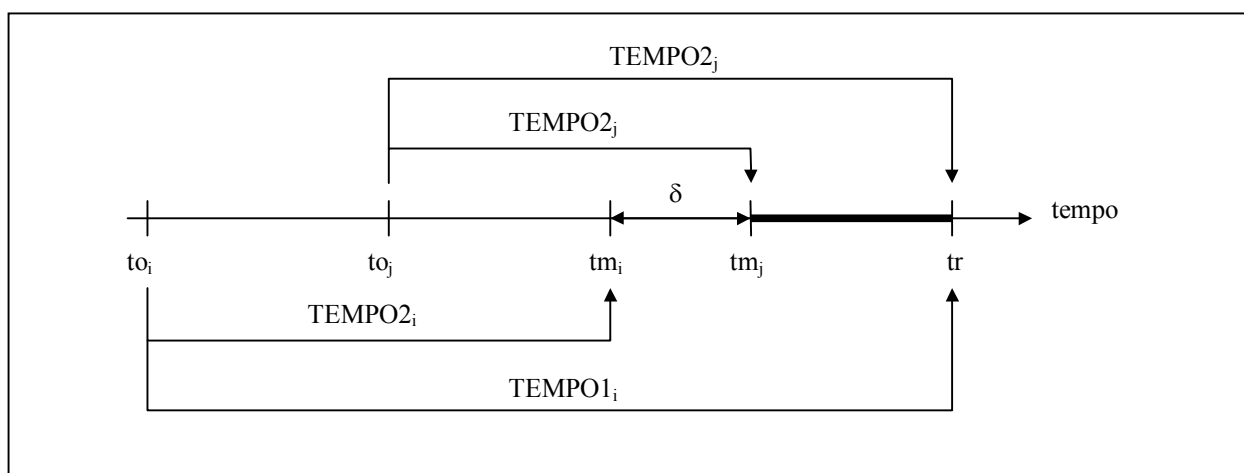 TEMPO2j
TEMPO2j
δ
tempo
toi
toj
tmi
tmj
tr
TEMPO2i
TEMPO1i